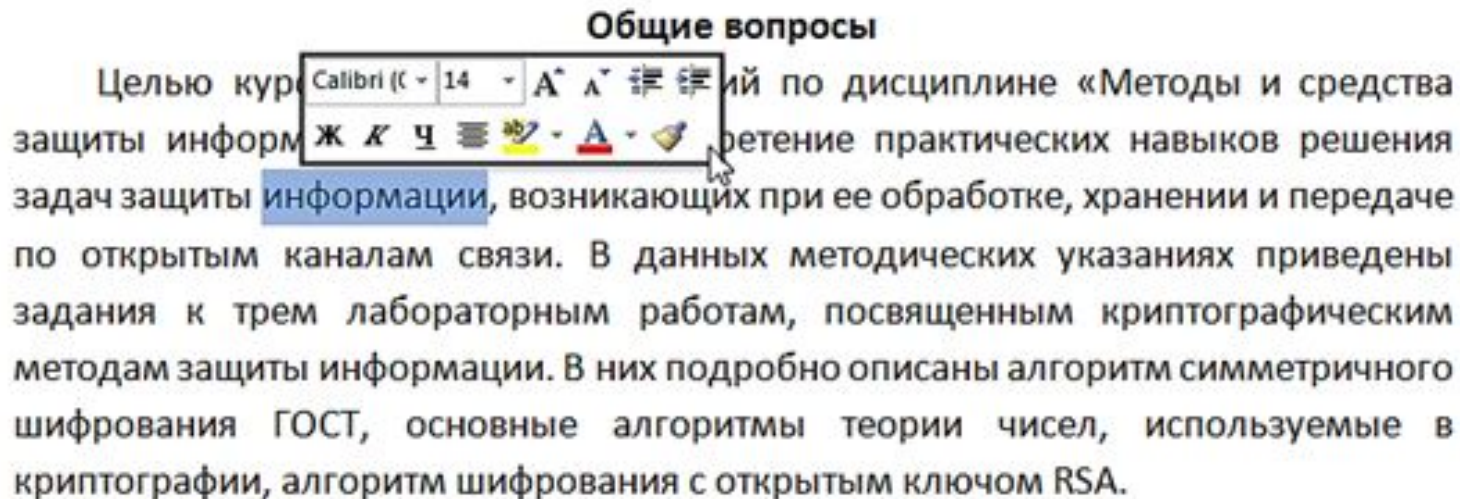 Общие вопросы
Целью кур ий по дисциплине «Методы и средства
Calibri (С 14
защиты информ ретение практических навыков решения
Ж К Ч
задач защиты информации, возникающих при ее обработке, хранении и передаче
по открытым каналам связи. В данных методических указаниях приведены
задания к трем лабораторным работам, посвященным криптографическим
методам защиты информации. В них подробно описаны алгоритм симметричного
шифрования ГОСТ, основные алгоритмы теории чисел, используемые в
криптографии, алгоритм шифрования с открытым ключом RSA.